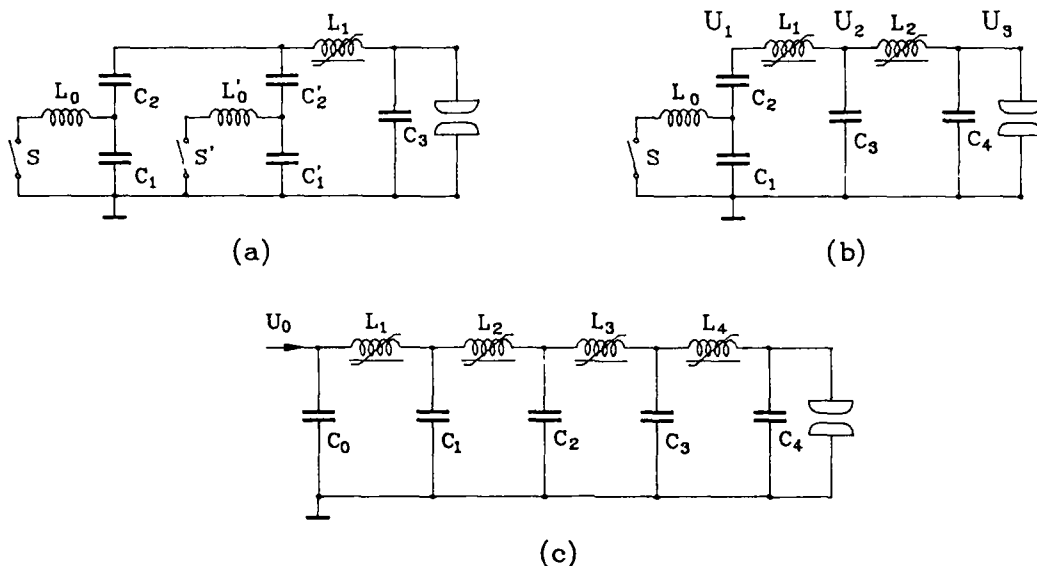 L₁
C₂
C'₂
L₀
L'₀
C₃
S
C₁
S'
C'₁
(a)
U₁
L₁
U₂
L₂
U₃
C₂
L₀
S
C₁
C₃
C₄
(b)
U₀
L₁
L₂
L₃
L₄
C₀
C₁
C₂
C₃
C₄
(c)